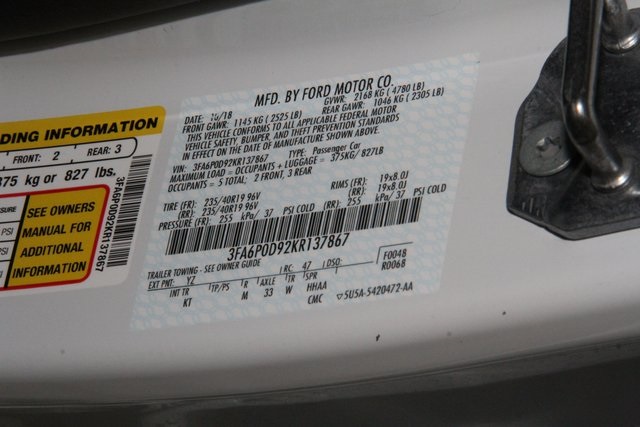 MFD. BY FORD MOTOR CO.
DATE: 10/18 GVWR: 2168 KG ( 4780 LB)
FRONT GAWR: 1145 KG ( 2525 LB) REAR GAWR: 1046 KG ( 2305 LB)
THIS VEHICLE CONFORMS TO ALL APPLICABLE FEDERAL MOTOR
VEHICLE SAFETY, BUMPER, AND THEFT PREVENTION STANDARDS
IN EFFECT ON THE DATE OF MANUFACTURE SHOWN ABOVE.
VIN: 3FA6P0D92KR137867 TYPE: Passenger Car
MAXIMUM LOAD = OCCUPANTS + LUGGAGE = 375KG/ 827LB
OCCUPANTS = 5 TOTAL: 2 FRONT, 3 REAR
TIRE (FR): 235/40R19 96V RIMS (FR): 19x8.0J
(RR): 235/40R19 96V (RR): 19x8.0J
PRESSURE (FR): 255 kPa/ 37 PSI COLD (RR): 255 kPa/ 37 PSI COLD
3FA6P0D92KR137867
TRAILER TOWING - SEE OWNER GUIDE
EXT PNT: YZ RC: 47 DSO: F0048
R0068
INT TR TP/PS R AXLE TR SPR
KT M 33 W HHAA
CMC 5U5A-5420472-AA
DING INFORMATION
FRONT: 2 REAR: 3
375 kg or 827 lbs.
SURE
PSI
PSI
PSI
SEE OWNERS
MANUAL FOR
ADDITIONAL
INFORMATION
3FA6P0D92KR137867